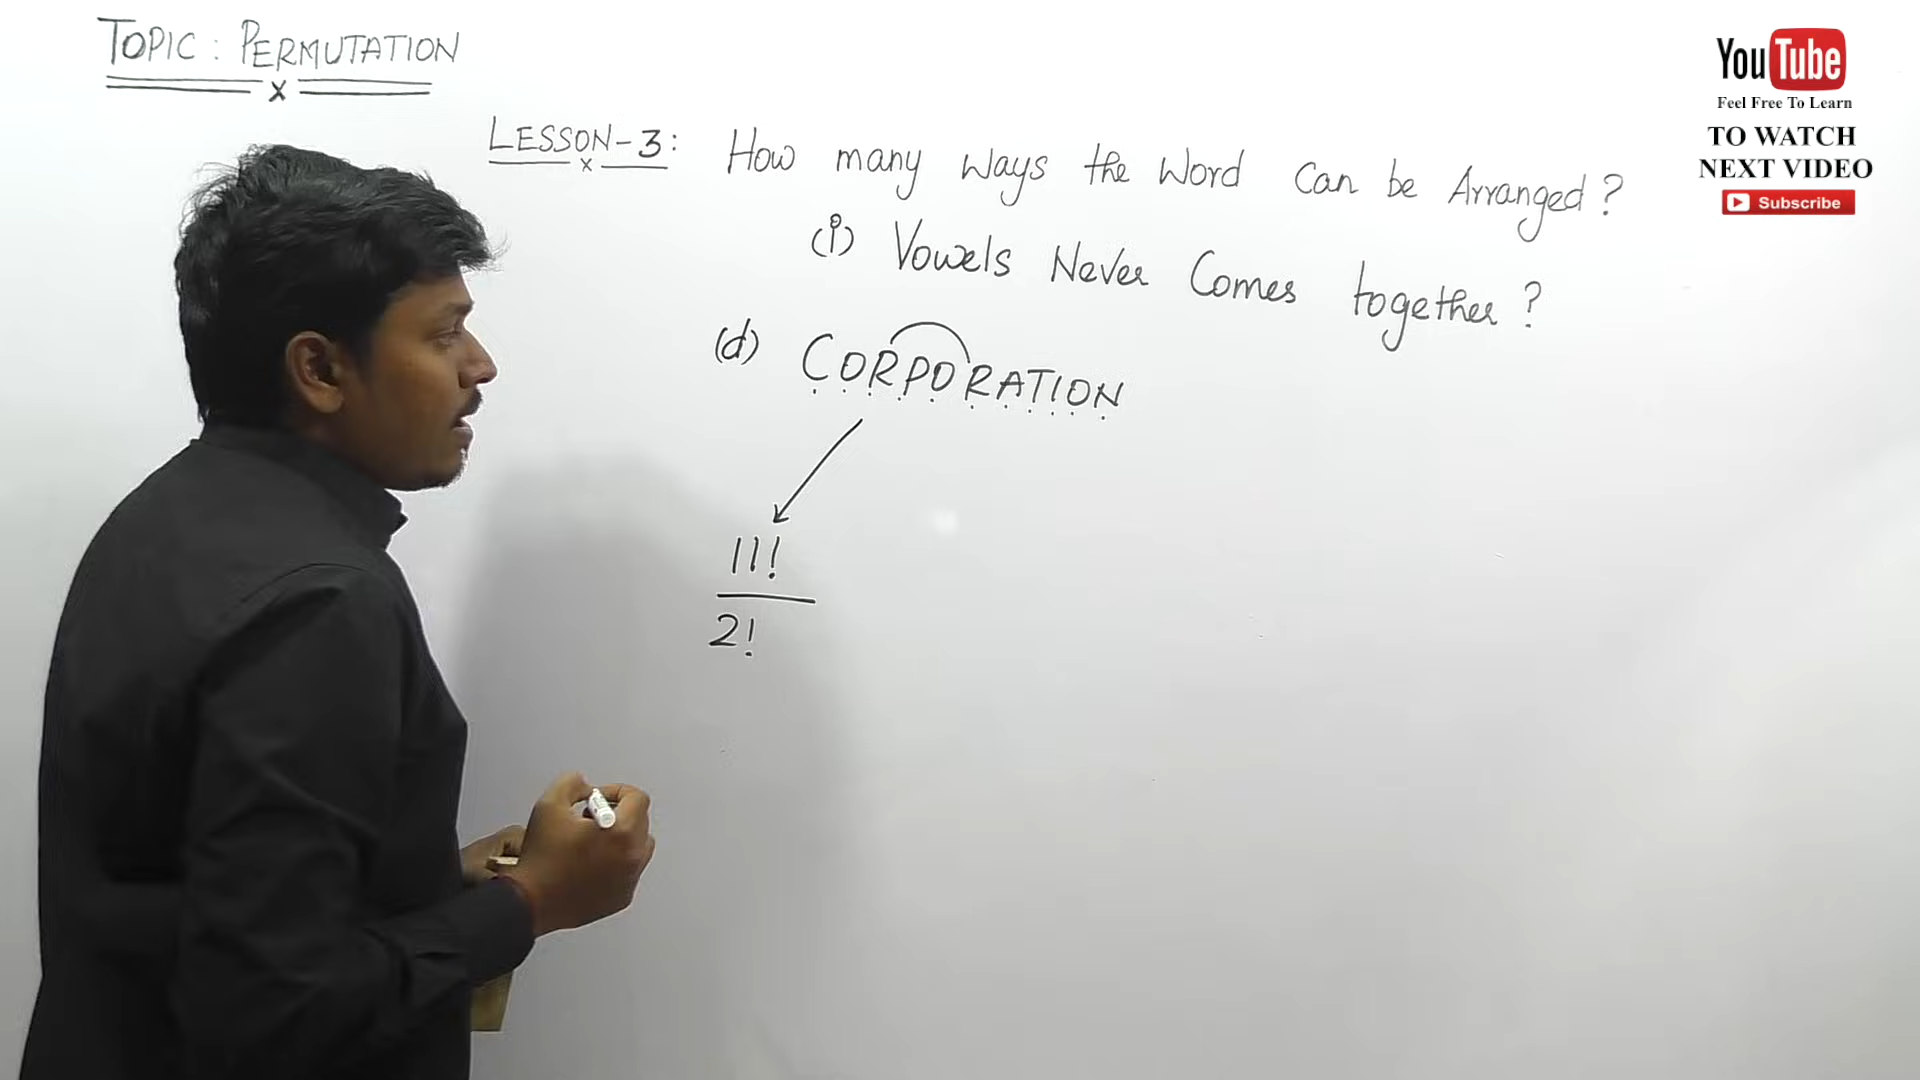 TOPIC: PERMUTATION
x
YouTube
Feel Free To Learn
TO WATCH
NEXT VIDEO
Subscribe
LESSON-3: How many ways the Word Can be Arranged?
x
(i) Vowels Never Comes together?
(d) CORPORATION
11!
2!